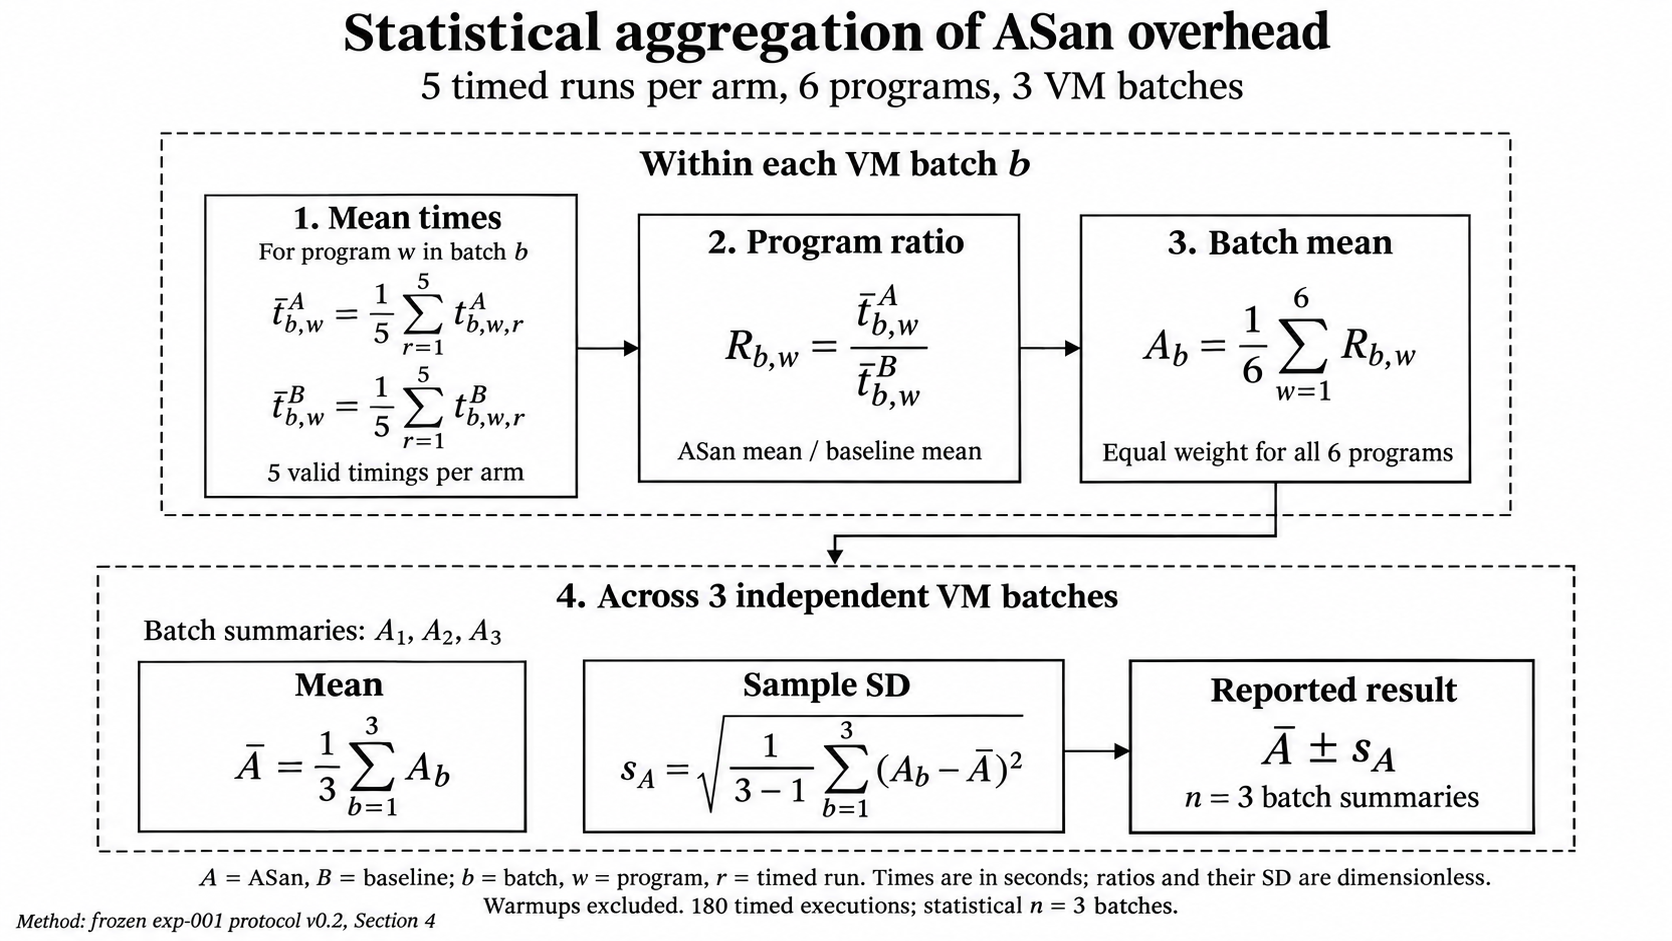 Statistical aggregation of ASan overhead
5 timed runs per arm, 6 programs, 3 VM batches
Within each VM batch b
1. Mean times
For program w in batch b
t̄^A_{b,w} = 1/5 ∑_{r=1}^{5} t^A_{b,w,r}
t̄^B_{b,w} = 1/5 ∑_{r=1}^{5} t^B_{b,w,r}
5 valid timings per arm
2. Program ratio
R_{b,w} = t̄^A_{b,w} / t̄^B_{b,w}
ASan mean / baseline mean
3. Batch mean
A_b = 1/6 ∑_{w=1}^{6} R_{b,w}
Equal weight for all 6 programs
4. Across 3 independent VM batches
Batch summaries: A₁, A₂, A₃
Mean
Ā = 1/3 ∑_{b=1}^{3} A_b
Sample SD
s_A = √(1/(3 − 1) ∑_{b=1}^{3} (A_b − Ā)²)
Reported result
Ā ± s_A
n = 3 batch summaries
A = ASan, B = baseline; b = batch, w = program, r = timed run. Times are in seconds; ratios and their SD are dimensionless.
Warmups excluded. 180 timed executions; statistical n = 3 batches.
Method: frozen exp-001 protocol v0.2, Section 4